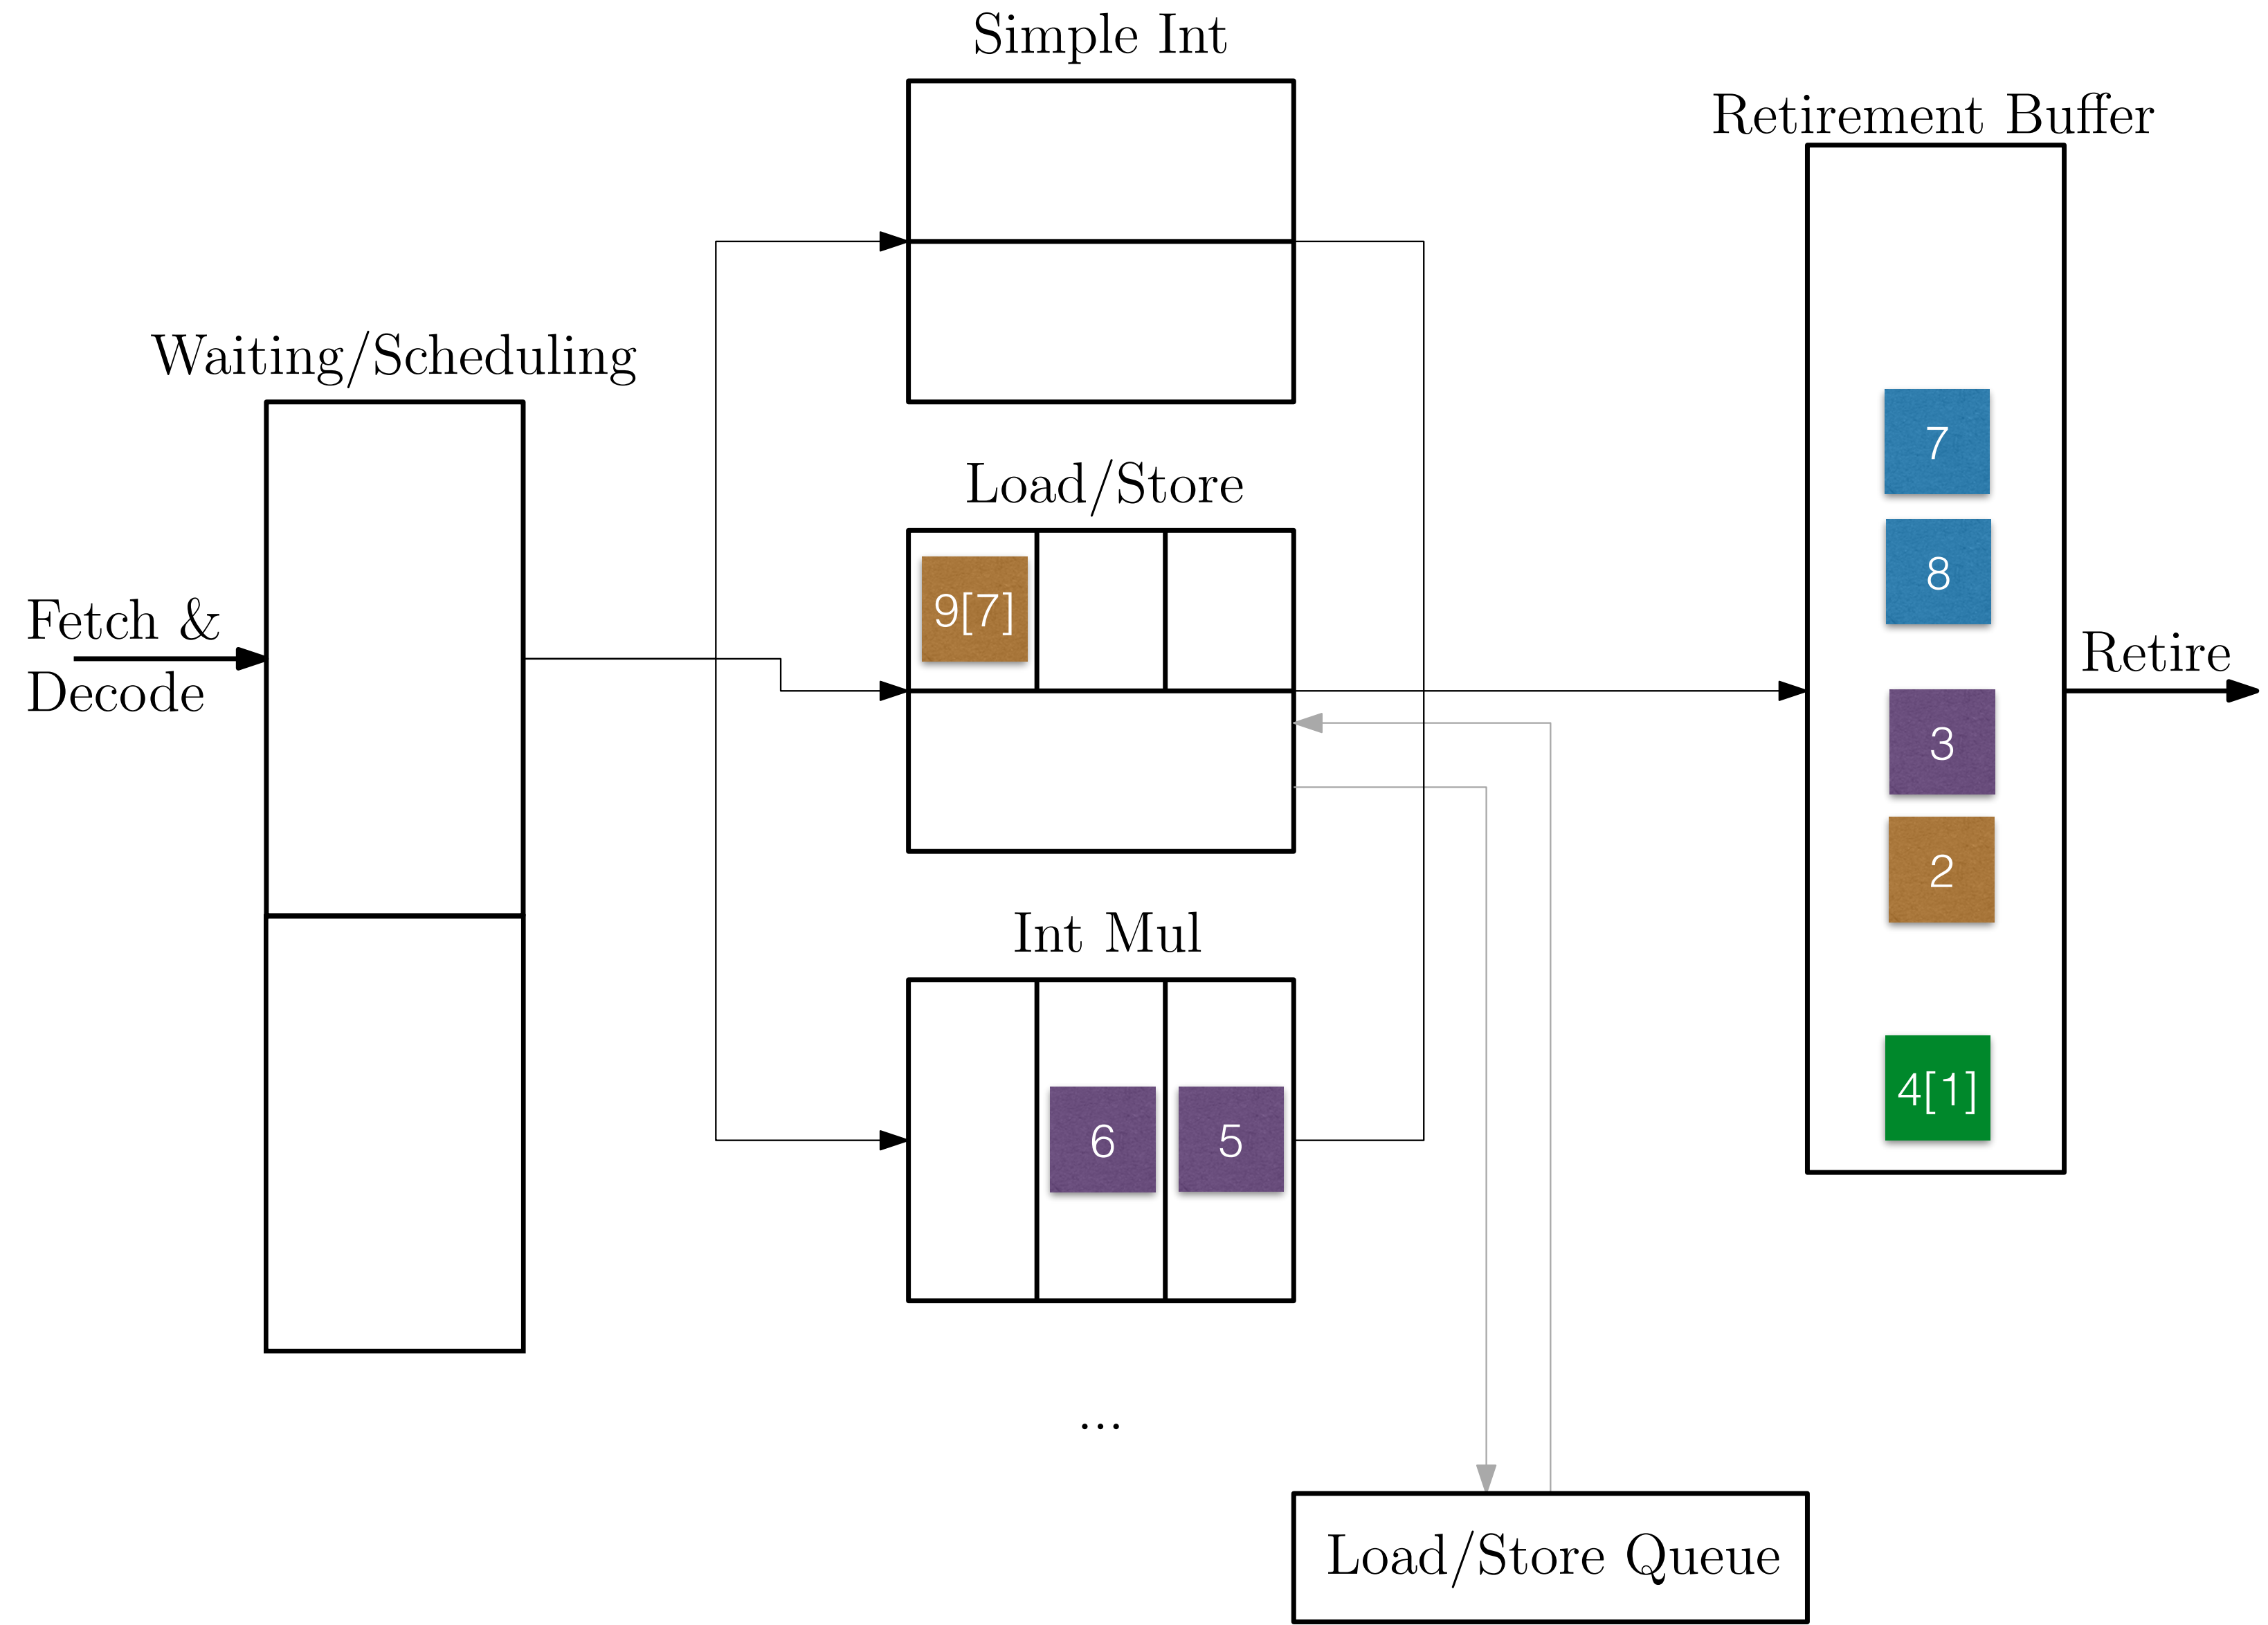 Simple Int
Retirement Buffer
Waiting/Scheduling
7
Load/Store
8
9[7]
Fetch &
Decode
Retire
3
2
Int Mul
4[1]
6
5
...
Load/Store Queue